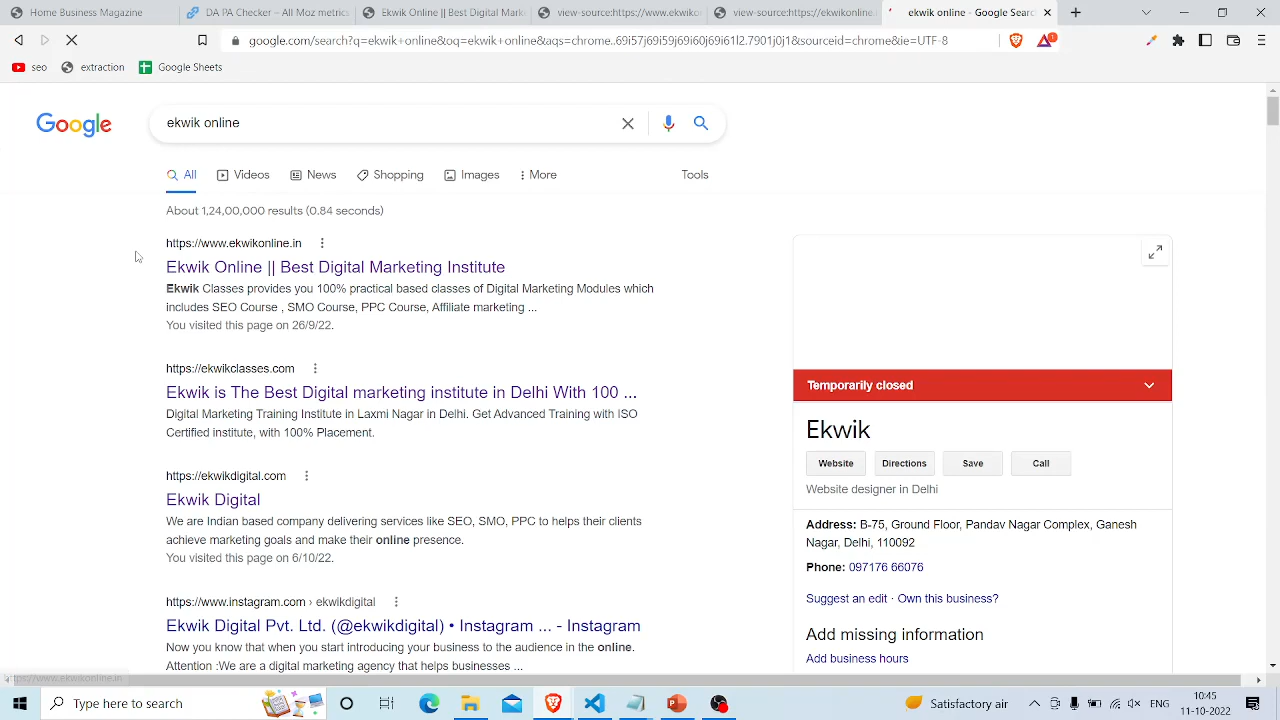 Home Business Magazine
DA PA Checker – All Moz metrics
Ekwik Online || Best Digital Mark
view-source:https://www.ekwiko
view-source:https://ekwikonline.
ekwik online - Google Searc
google.com/search?q=ekwik+online&oq=ekwik+online&aqs=chrome..69i57j69i59j69i60j69i61l2.7901j0j1&sourceid=chrome&ie=UTF-8
1
seo
extraction
Google Sheets
Google
ekwik online
All
Videos
News
Shopping
Images
More
Tools
About 1,24,00,000 results (0.84 seconds)
https://www.ekwikonline.in
Ekwik Online || Best Digital Marketing Institute
Ekwik Classes provides you 100% practical based classes of Digital Marketing Modules which
includes SEO Course , SMO Course, PPC Course, Affiliate marketing ...
You visited this page on 26/9/22.
https://ekwikclasses.com
Ekwik is The Best Digital marketing institute in Delhi With 100 ...
Digital Marketing Training Institute in Laxmi Nagar in Delhi. Get Advanced Training with ISO
Certified institute, with 100% Placement.
https://ekwikdigital.com
Ekwik Digital
We are Indian based company delivering services like SEO, SMO, PPC to helps their clients
achieve marketing goals and make their online presence.
You visited this page on 6/10/22.
https://www.instagram.com › ekwikdigital
Ekwik Digital Pvt. Ltd. (@ekwikdigital) • Instagram ... - Instagram
Now you know that when you start introducing your business to the audience in the online.
Attention :We are a digital marketing agency that helps businesses ...
Temporarily closed
Ekwik
Website
Directions
Save
Call
Website designer in Delhi
Address: B-75, Ground Floor, Pandav Nagar Complex, Ganesh
Nagar, Delhi, 110092
Phone: 097176 66076
Suggest an edit · Own this business?
Add missing information
Add business hours
https://www.ekwikonline.in
Type here to search
Satisfactory air
ENG
10:45
11-10-2022